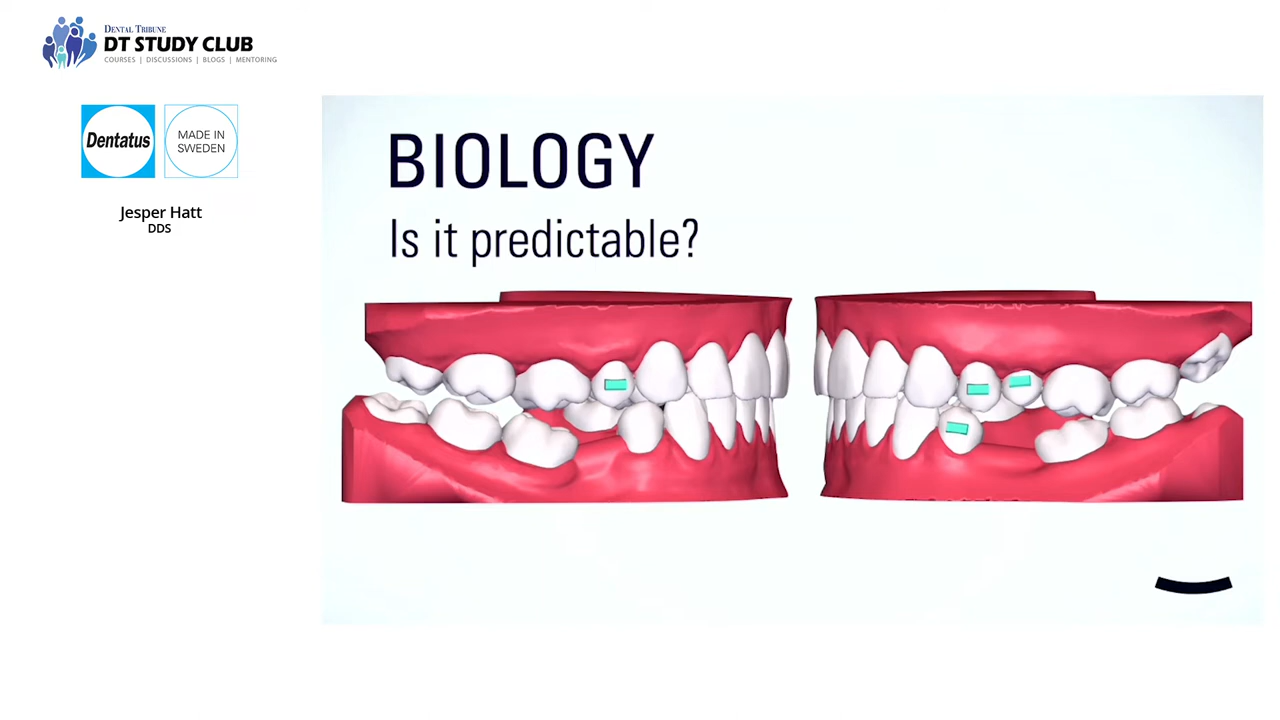 DENTAL TRIBUNE
DT STUDY CLUB
COURSES | DISCUSSIONS | BLOGS | MENTORING
Dentatus
MADE IN
SWEDEN
Jesper Hatt
DDS
BIOLOGY
Is it predictable?